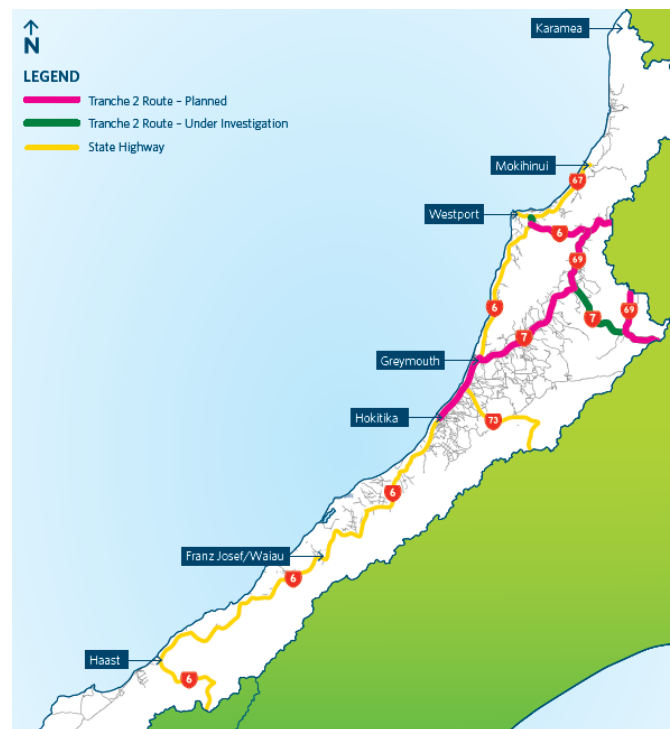 N
LEGEND
Tranche 2 Route – Planned
Tranche 2 Route – Under Investigation
State Highway
Karamea
Mokihinui
67
Westport
6
69
6
7
69
7
Greymouth
Hokitika
73
6
Franz Josef/Waiau
6
Haast
6